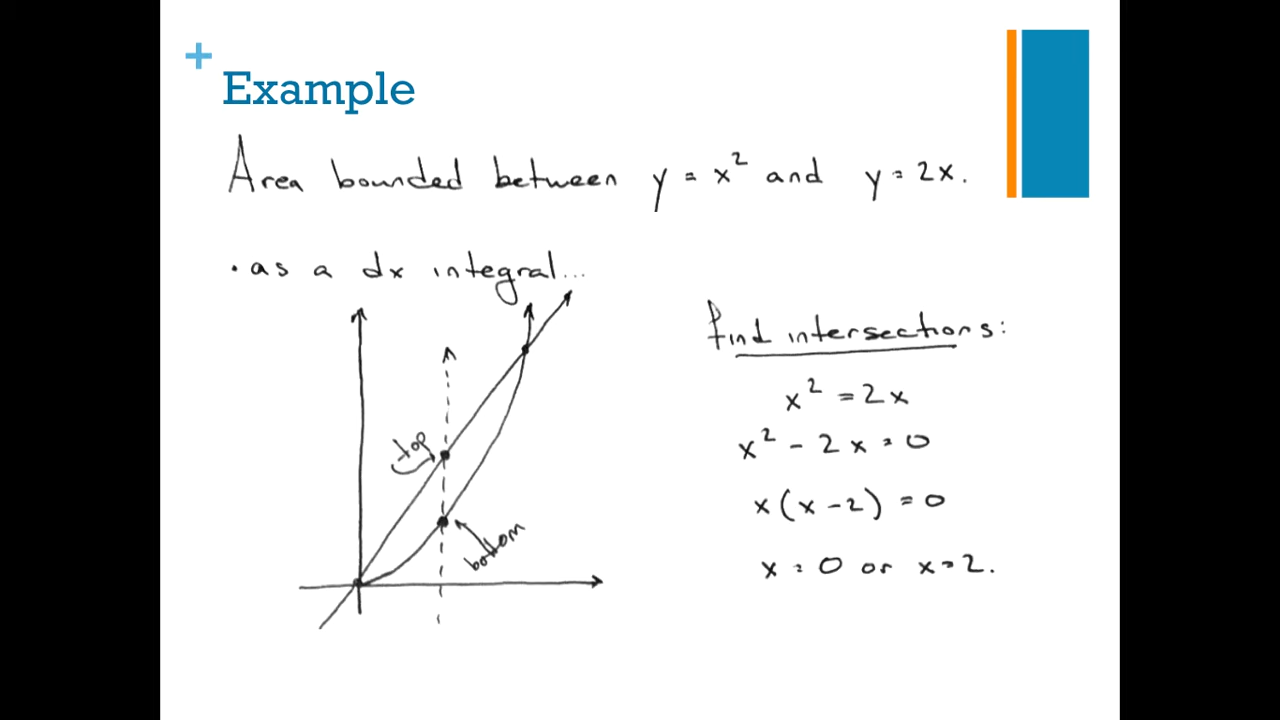 +
Example
Area bounded between y = x² and y = 2x.
· as a dx integral...
top
bottom
find intersections:
x² = 2x
x² - 2x = 0
x(x-2) = 0
x = 0 or x = 2.